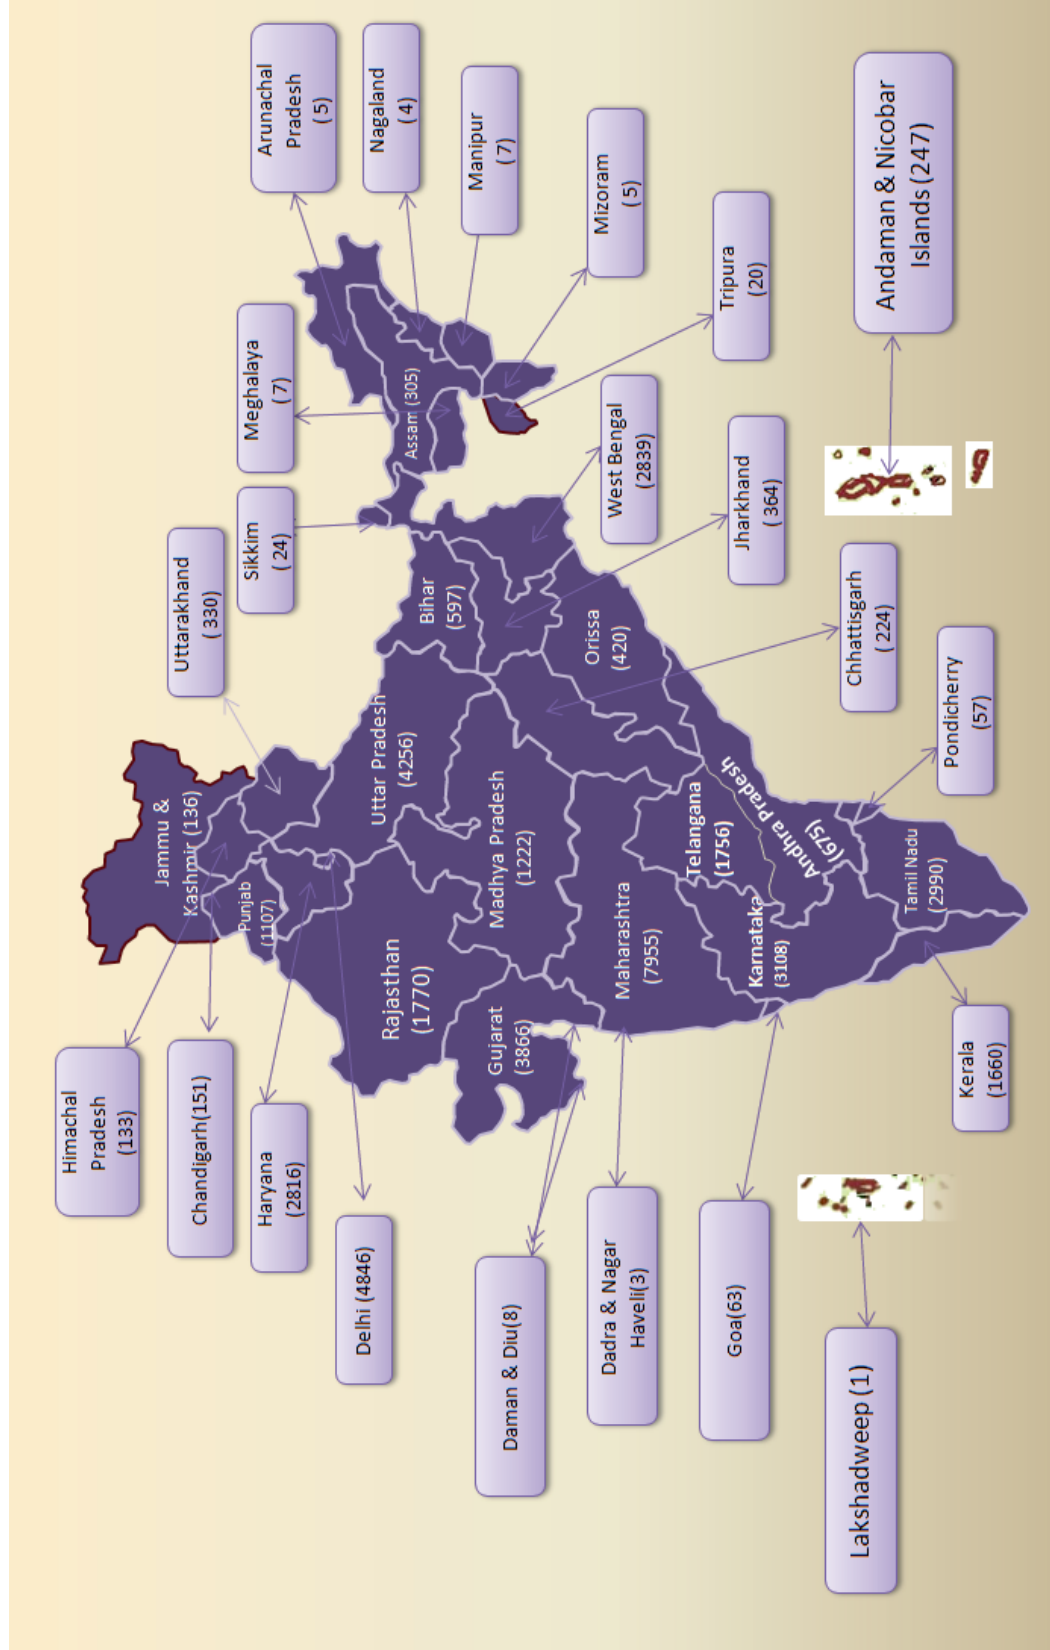 Himachal
Pradesh
(133)
Chandigarh(151)
Haryana
(2816)
Delhi (4846)
Daman & Diu(8)
Dadra & Nagar
Haveli(3)
Goa(63)
Lakshadweep (1)
Jammu &
Kashmir (136)
Punjab
(1107)
Rajasthan
(1770)
Gujarat
(3866)
Uttar Pradesh
(4256)
Madhya Pradesh
(1222)
Maharashtra
(7955)
Telangana
(1756)
Andhra Pradesh
(675)
Karnataka
(3108)
Tamil Nadu
(2990)
Kerala
(1660)
Bihar
(597)
Orissa
(420)
Assam (305)
Uttarakhand
( 330)
Sikkim
( 24)
Meghalaya
( 7)
Arunachal
Pradesh
( 5)
Nagaland
( 4)
Manipur
( 7)
Mizoram
( 5)
Tripura
(20)
West Bengal
(2839)
Jharkhand
( 364)
Chhattisgarh
( 224)
Pondicherry
(57)
Andaman & Nicobar
Islands (247)